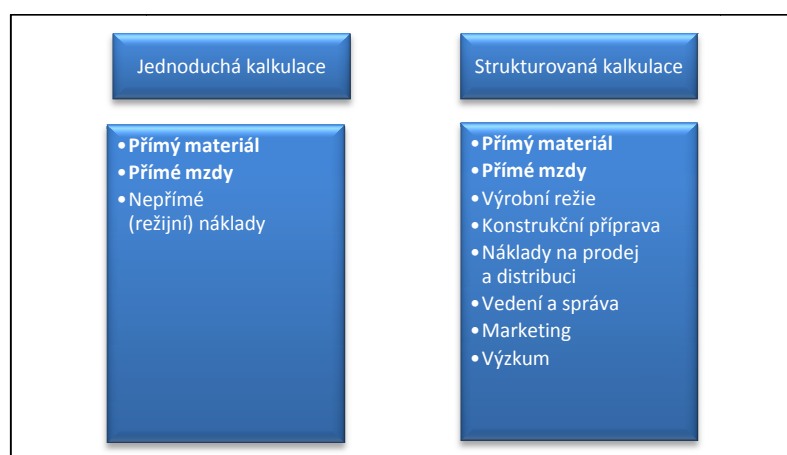 Jednoduchá kalkulace
•Přímý materiál
•Přímé mzdy
•Nepřímé
(režijní) náklady
Strukturovaná kalkulace
•Přímý materiál
•Přímé mzdy
•Výrobní režie
•Konstrukční příprava
•Náklady na prodej
a distribuci
•Vedení a správa
•Marketing
•Výzkum